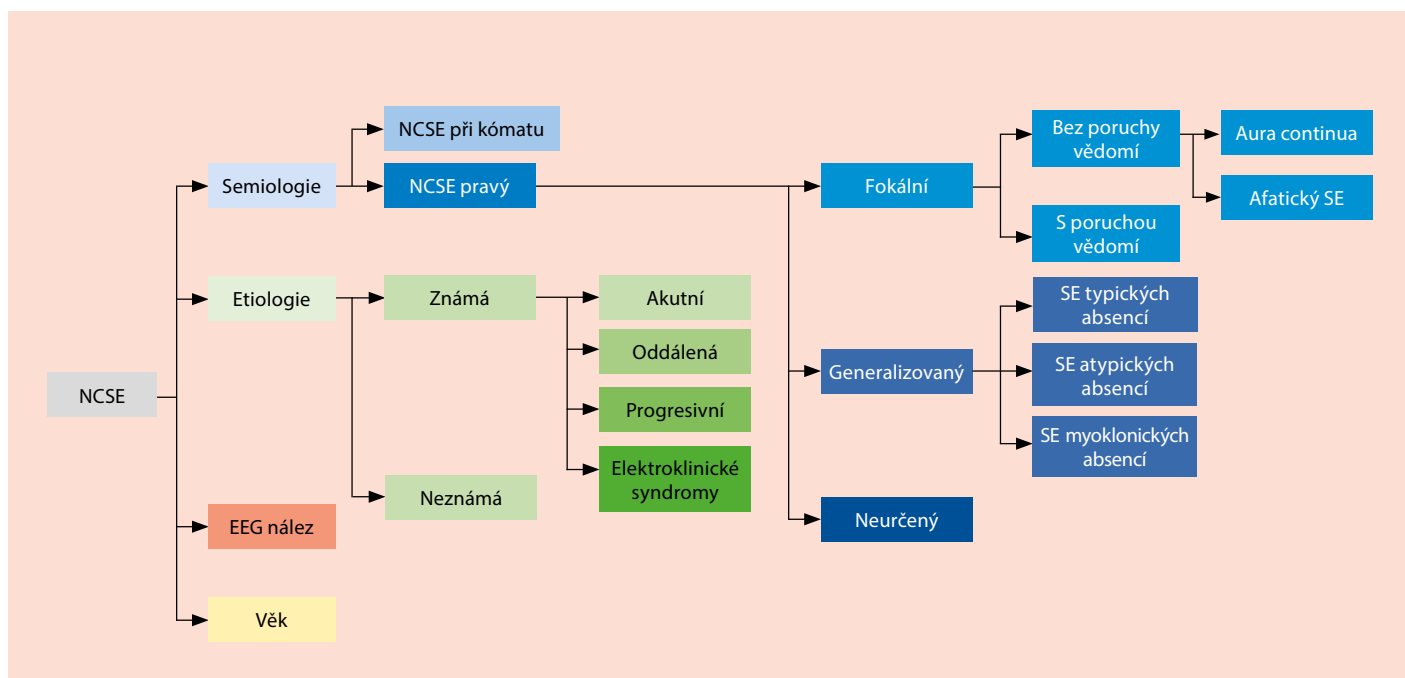 NCSE
Semiologie
NCSE při kómatu
NCSE pravý
Fokální
Bez poruchy
vědomí
Aura continua
Afatický SE
S poruchou
vědomí
Generalizovaný
SE typických
absencí
SE atypických
absencí
SE myoklonických
absencí
Neurčený
Etiologie
Známá
Akutní
Oddálená
Progresivní
Elektroklinické
syndromy
Neznámá
EEG nález
Věk